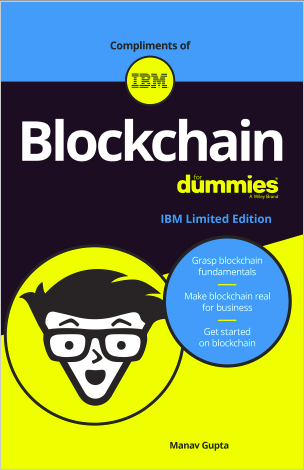 Compliments of
IBM
Blockchain
for
dummies®
A Wiley Brand
IBM Limited Edition
Grasp blockchain
fundamentals
Make blockchain real
for business
Get started
on blockchain
Manav Gupta